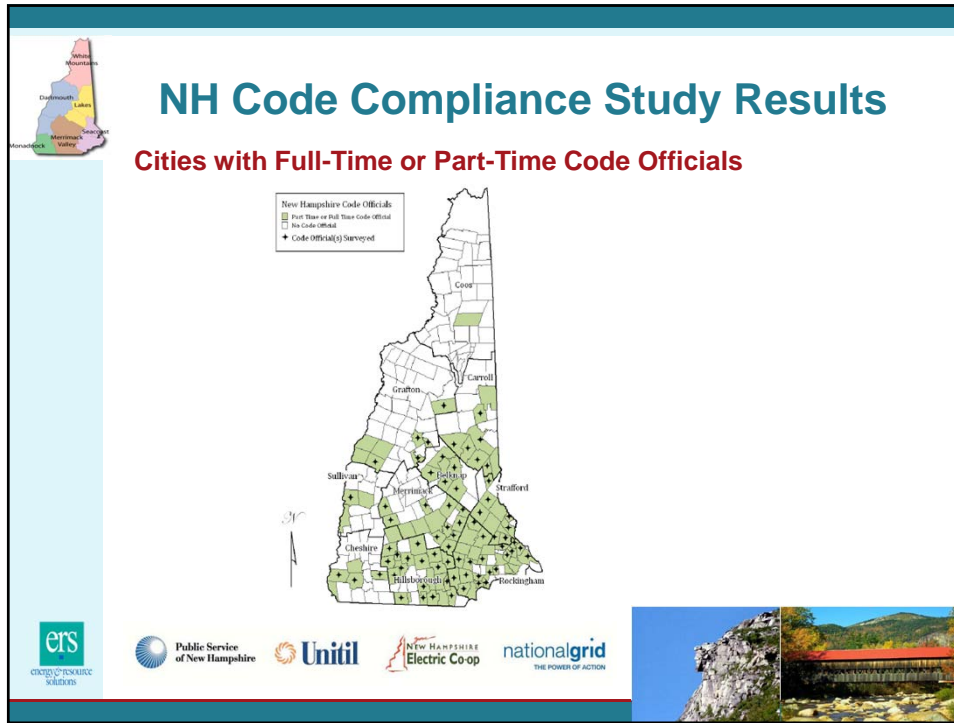 White
Mountains
Dartmouth
Lakes
Seacoast
Merrimack
Valley
Monadnock
NH Code Compliance Study Results
Cities with Full-Time or Part-Time Code Officials
New Hampshire Code Officials
Part Time or Full Time Code Official
No Code Official
Code Official(s) Surveyed
Coos
Carroll
Grafton
Sullivan
Belknap
Merrimack
Strafford
N
Cheshire
Hillsborough
Rockingham
ers
energy & resource
solutions
Public Service
of New Hampshire
Unitil
NEW HAMPSHIRE
Electric Co-op
nationalgrid
THE POWER OF ACTION